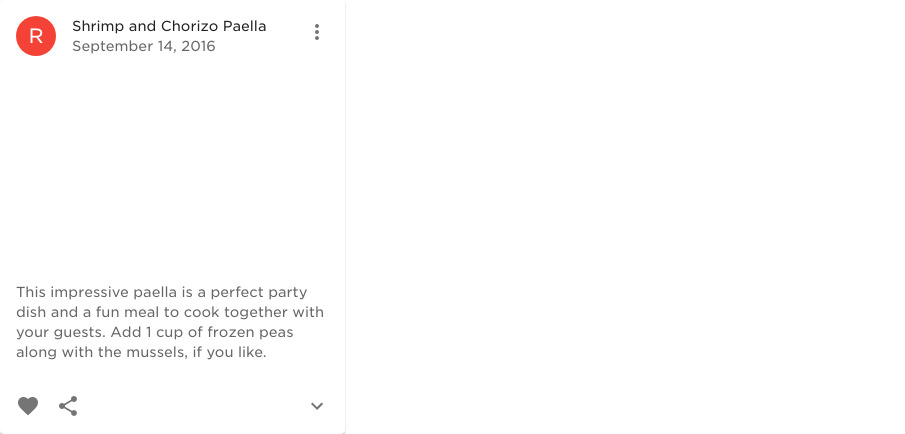 R
Shrimp and Chorizo Paella
September 14, 2016
This impressive paella is a perfect party
dish and a fun meal to cook together with
your guests. Add 1 cup of frozen peas
along with the mussels, if you like.